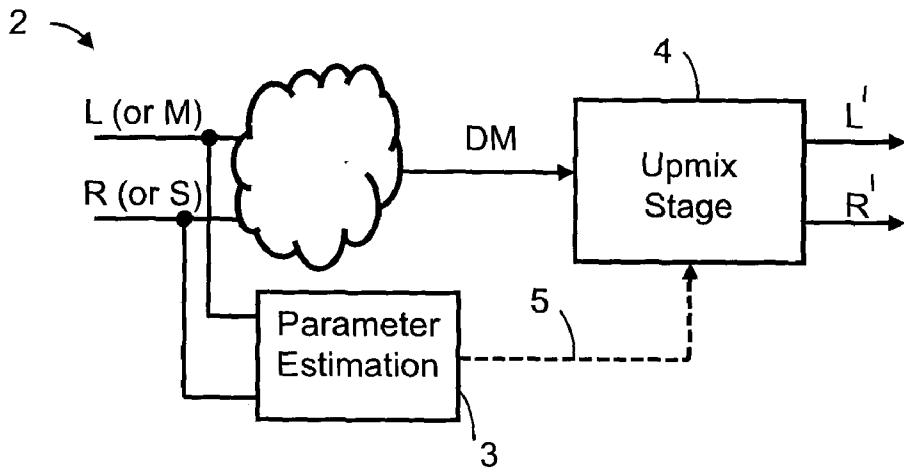 2
4
L (or M)
DM
L'
Upmix
Stage
R (or S)
R'
5
Parameter
Estimation
3